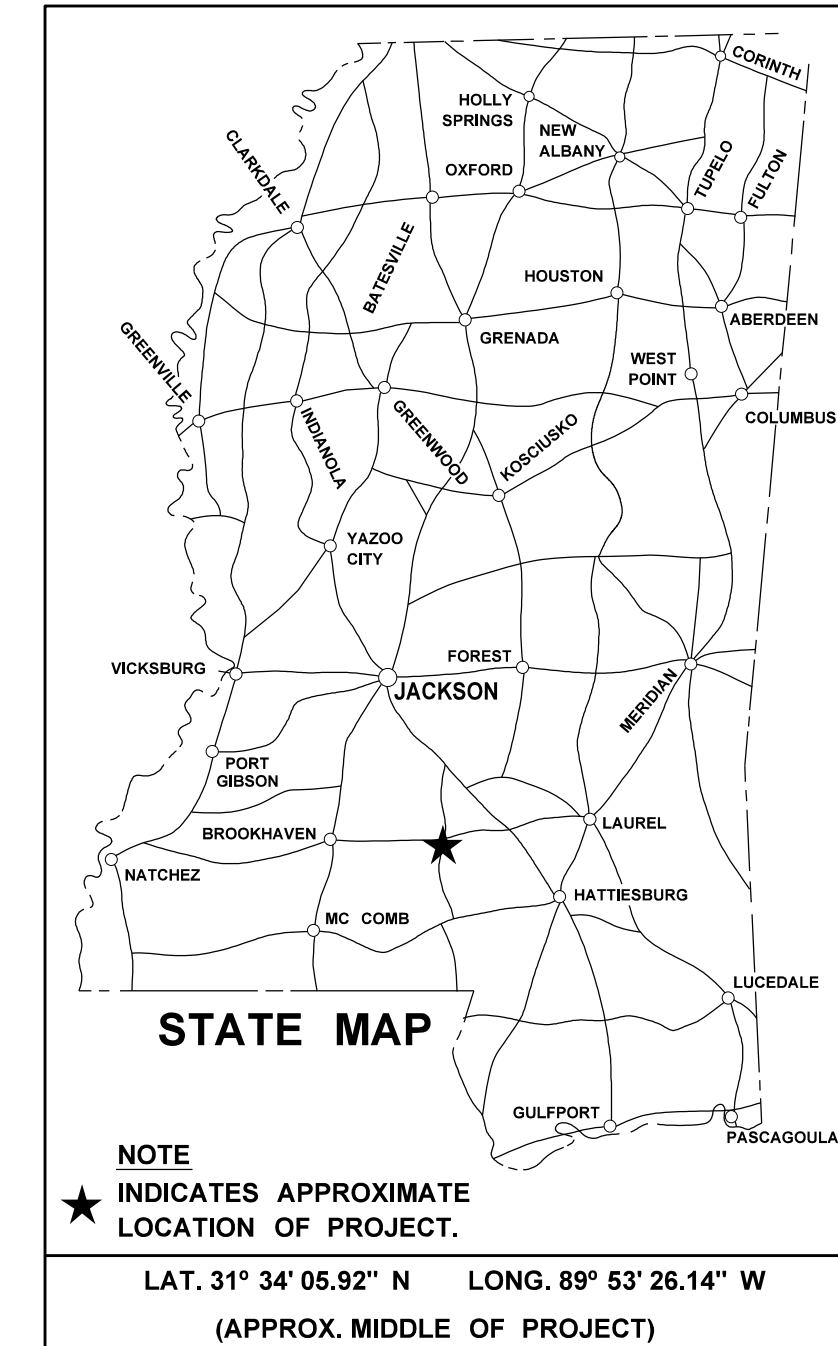 CORINTH
HOLLY
SPRINGS
NEW
ALBANY
CLARKDALE
OXFORD
TUPELO
FULTON
BATESVILLE
HOUSTON
ABERDEEN
GREENVILLE
GRENADA
WEST
POINT
COLUMBUS
INDIANOLA
GREENWOOD
KOSCIUSKO
YAZOO
CITY
VICKSBURG
FOREST
JACKSON
MERIDIAN
PORT
GIBSON
BROOKHAVEN
LAUREL
NATCHEZ
HATTIESBURG
MC COMB
LUCEDALE
STATE MAP
GULFPORT
PASCAGOULA
NOTE
INDICATES APPROXIMATE
LOCATION OF PROJECT.
LAT. 31º 34' 05.92" N LONG. 89º 53' 26.14" W
(APPROX. MIDDLE OF PROJECT)